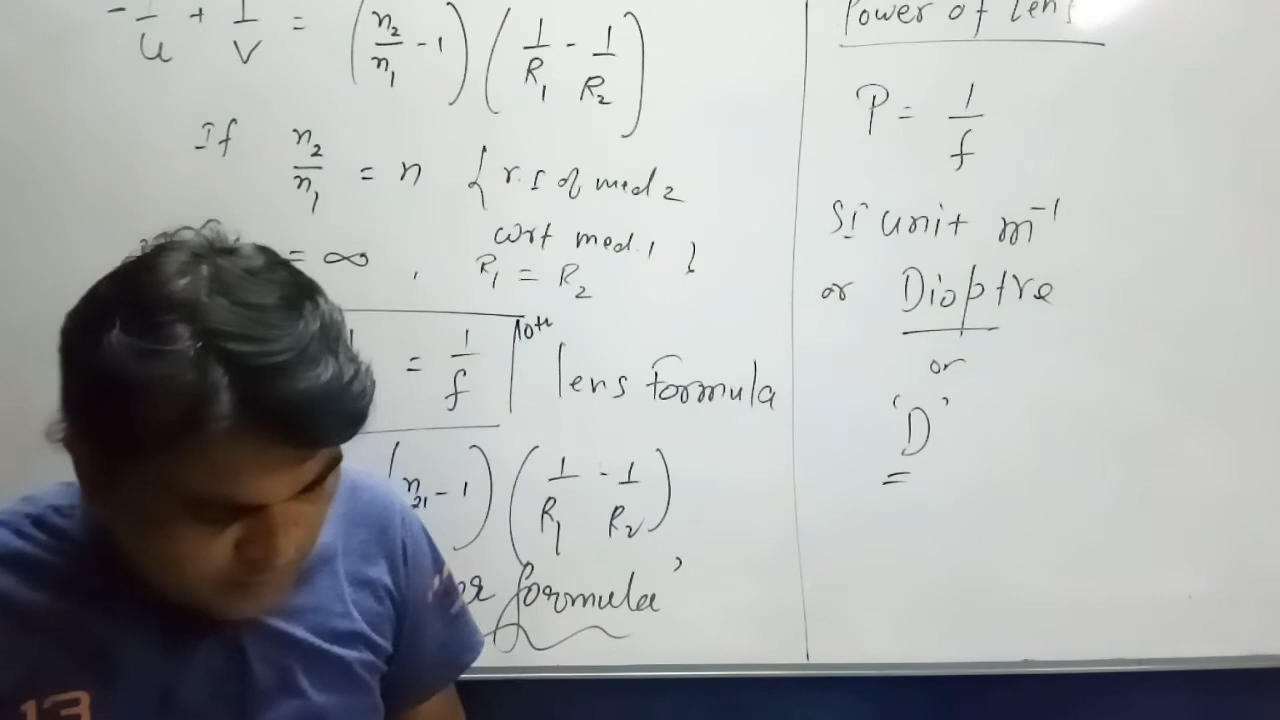 - 1/u + 1/v = (n₂/n₁ - 1) (1/R₁ - 1/R₂)
If n₂/n₁ = n { r.I of med 2
wrt med.1 }
= ∞ , R₁ = R₂
= 1/f 10th lens formula
(n₂₁ - 1) (1/R₁ - 1/R₂)
formula’
Power of Lens
P = 1/f
SI unit m⁻¹
or Dioptre
or
‘D’
13